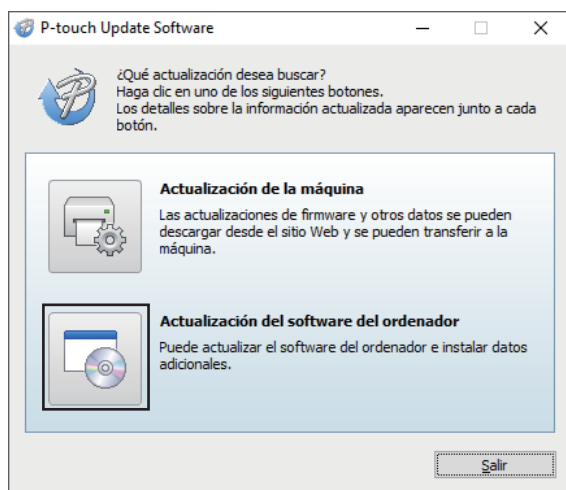 P-touch Update Software
¿Qué actualización desea buscar?
Haga clic en uno de los siguientes botones.
Los detalles sobre la información actualizada aparecen junto a cada
botón.
Actualización de la máquina
Las actualizaciones de firmware y otros datos se pueden
descargar desde el sitio Web y se pueden transferir a la
máquina.
Actualización del software del ordenador
Puede actualizar el software del ordenador e instalar datos
adicionales.
Salir